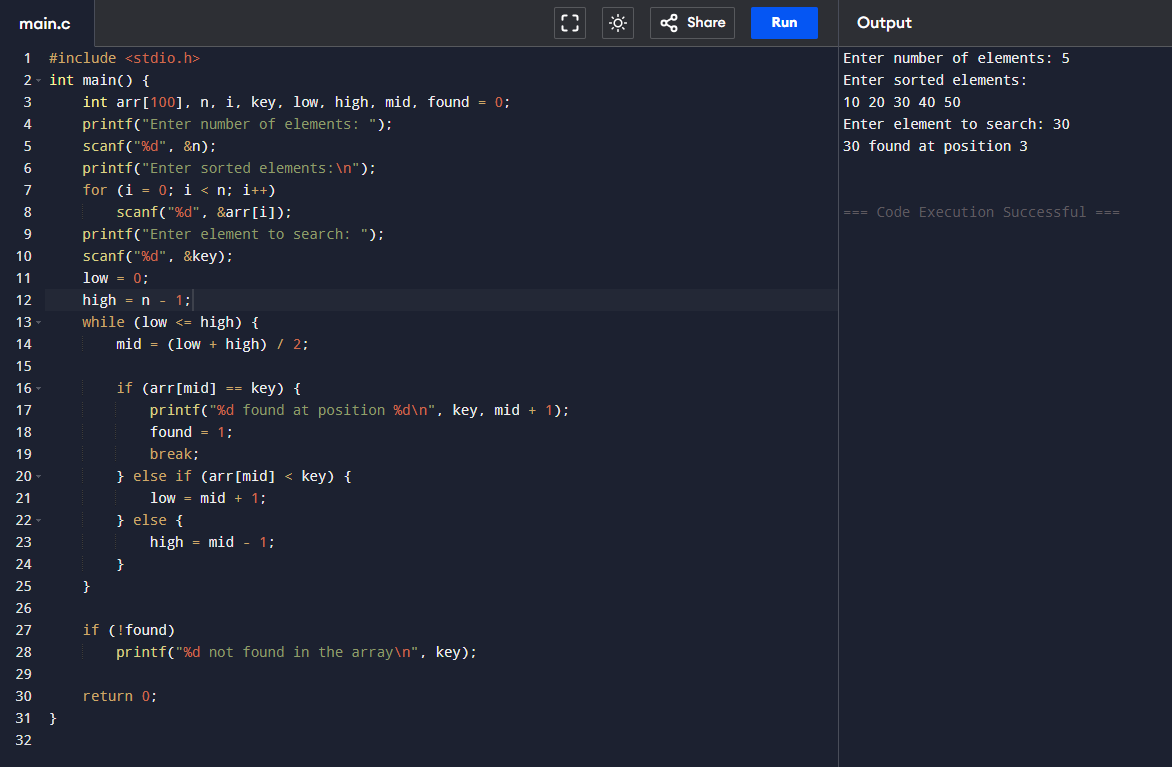 main.c
Share
Run
Output
1 #include <stdio.h>
2 int main() {
3     int arr[100], n, i, key, low, high, mid, found = 0;
4     printf("Enter number of elements: ");
5     scanf("%d", &n);
6     printf("Enter sorted elements:\n");
7     for (i = 0; i < n; i++)
8         scanf("%d", &arr[i]);
9     printf("Enter element to search: ");
10     scanf("%d", &key);
11     low = 0;
12     high = n - 1;
13     while (low <= high) {
14         mid = (low + high) / 2;
15
16         if (arr[mid] == key) {
17             printf("%d found at position %d\n", key, mid + 1);
18             found = 1;
19             break;
20         } else if (arr[mid] < key) {
21             low = mid + 1;
22         } else {
23             high = mid - 1;
24         }
25     }
26
27     if (!found)
28         printf("%d not found in the array\n", key);
29
30     return 0;
31 }
32
Enter number of elements: 5
Enter sorted elements:
10 20 30 40 50
Enter element to search: 30
30 found at position 3
=== Code Execution Successful ===